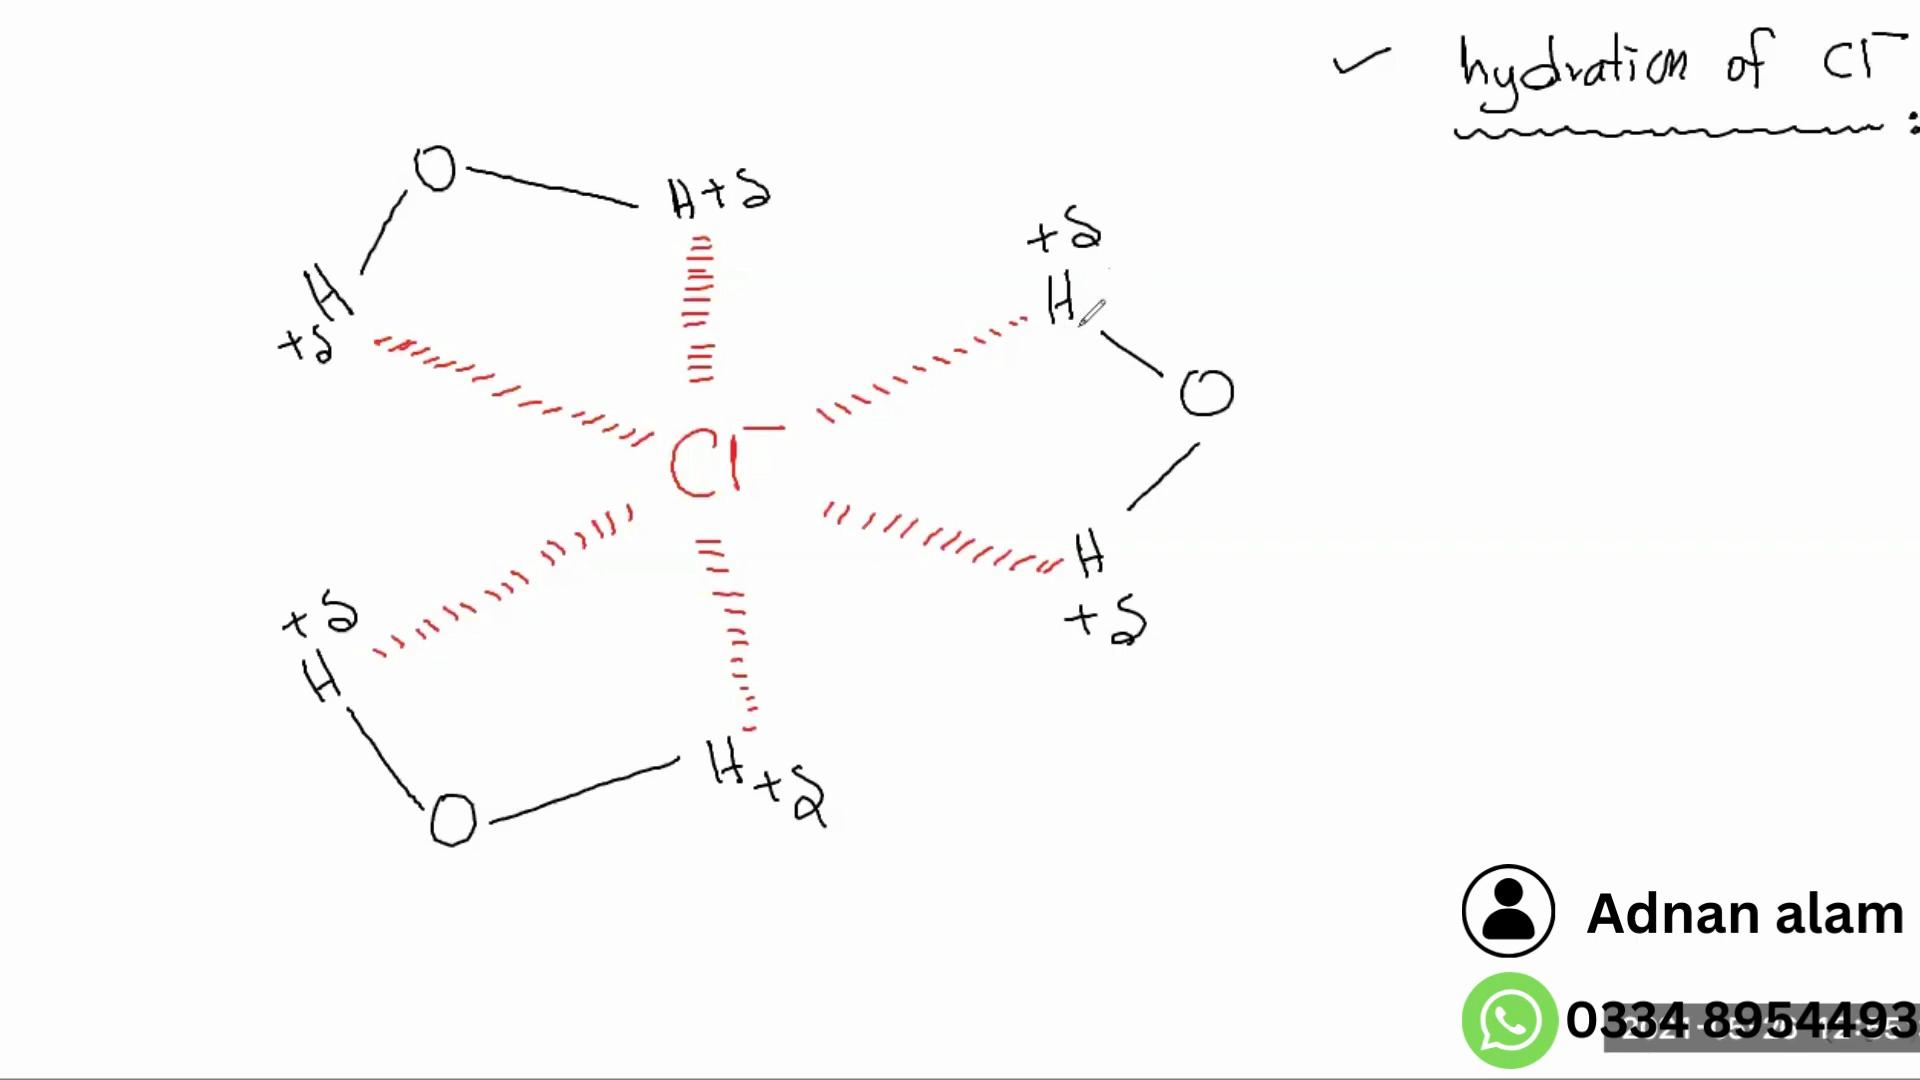 ✓ hydration of Cl⁻ :
O H+δ
H
+δ
+δ
H
O
Cl⁻
H
+δ
+δ
H
H+δ
O
Adnan alam
0334 8954493